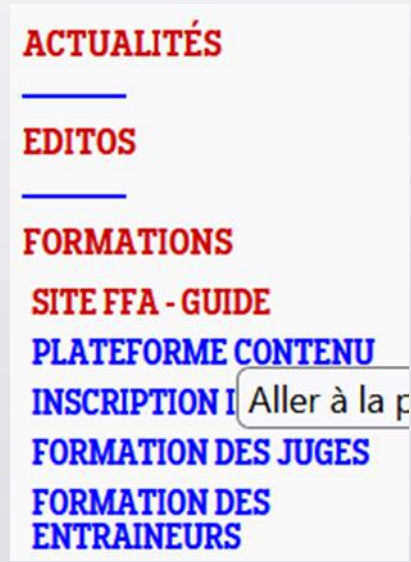 ACTUALITÉS
EDITOS
FORMATIONS
SITE FFA - GUIDE
PLATEFORME CONTENU
INSCRIPTION
Aller à la
FORMATION DES JUGES
FORMATION DES
ENTRAINEURS